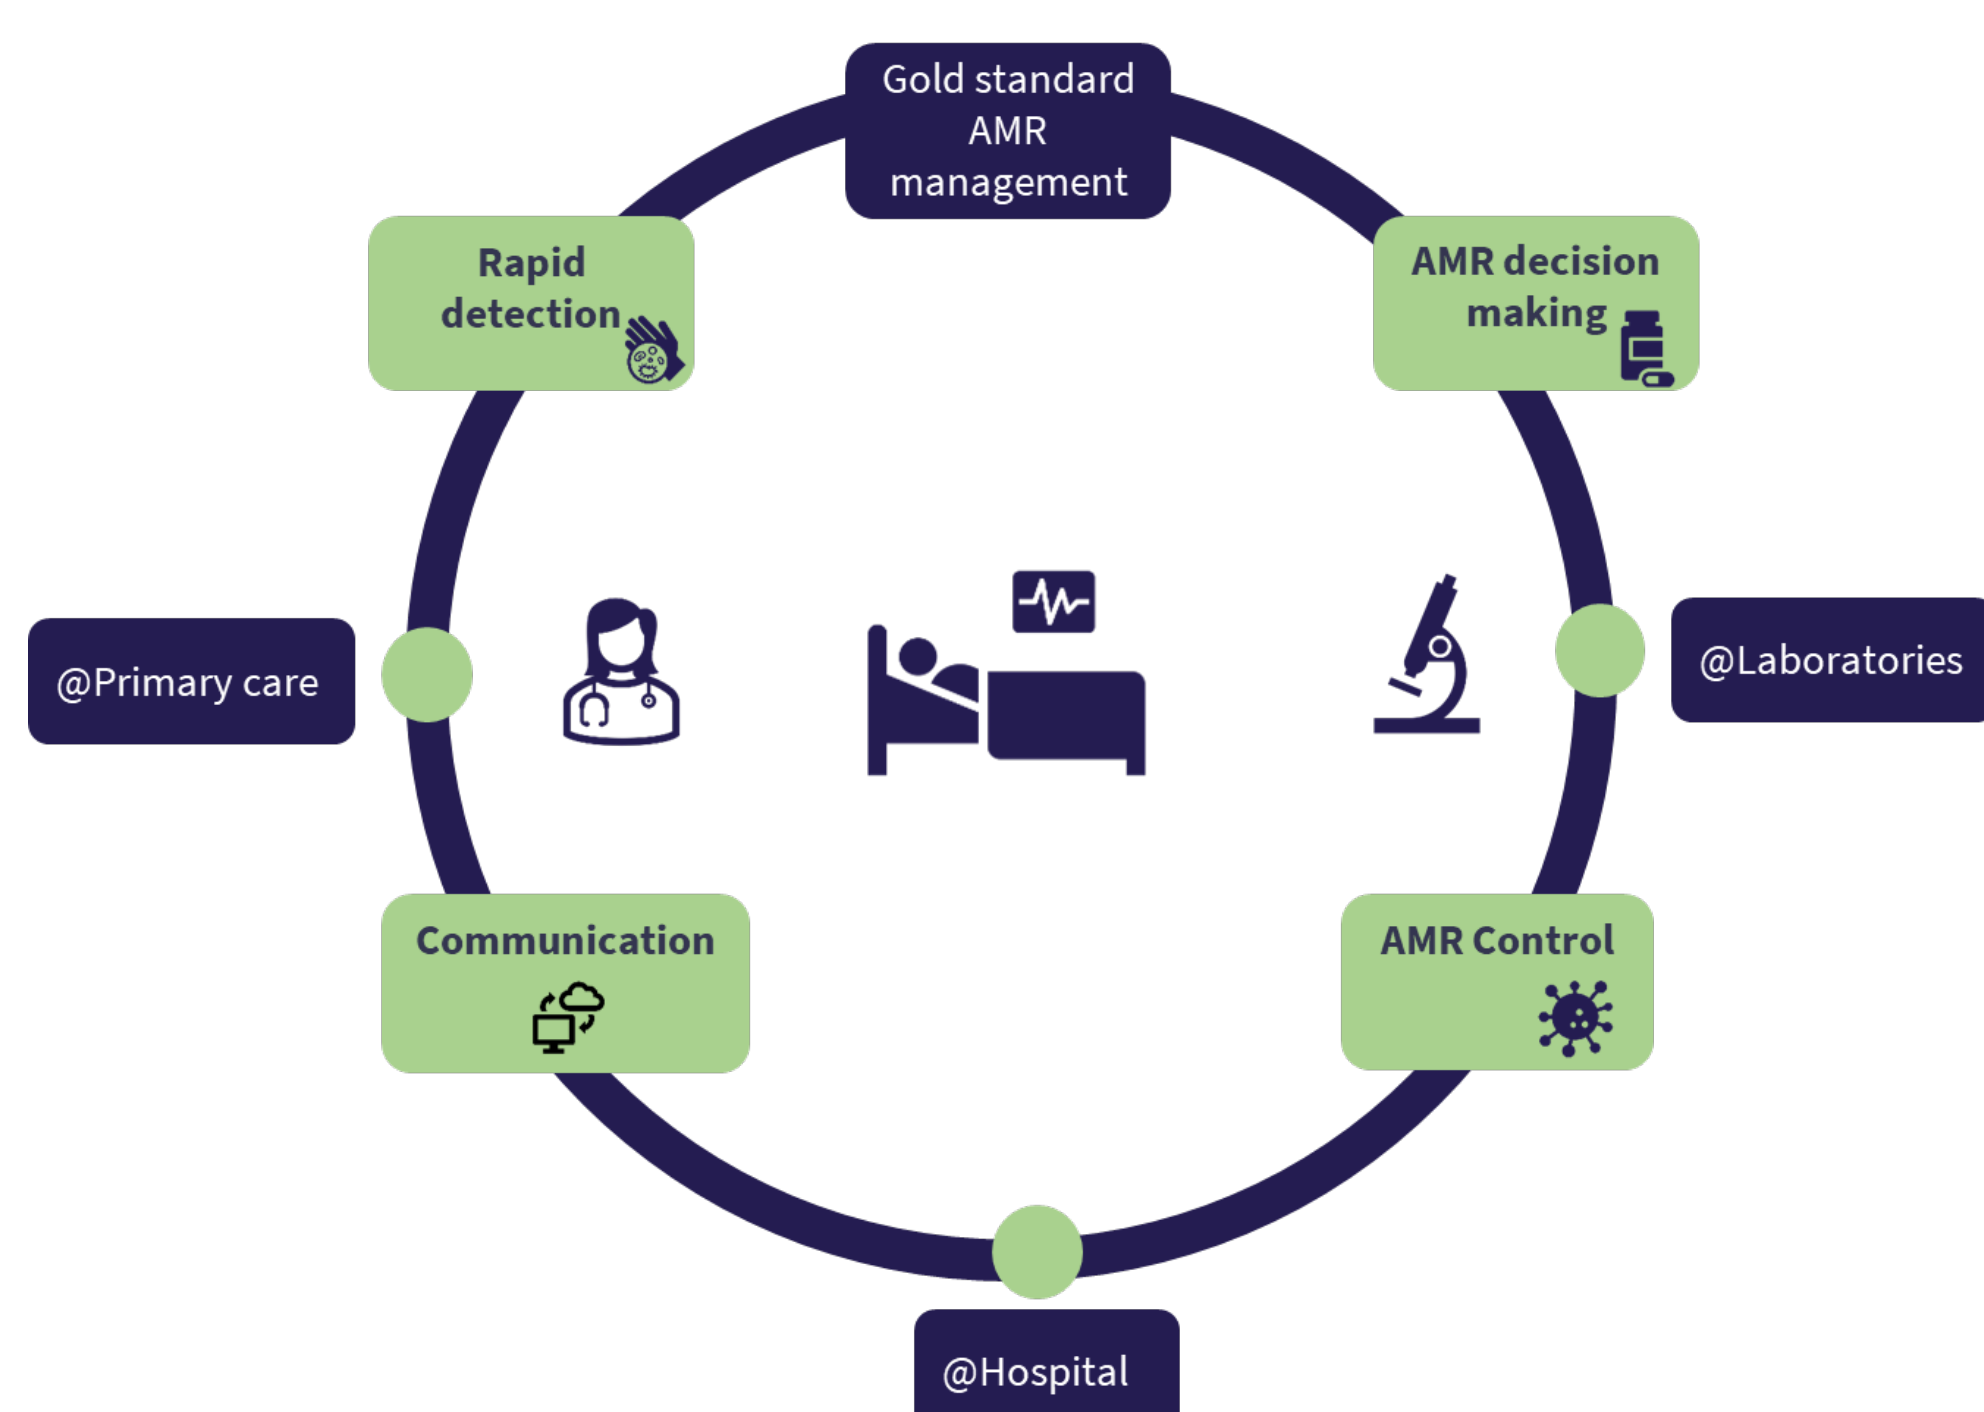 Gold standard
AMR
management
Rapid
detection
AMR decision
making
@Primary care
@Laboratories
Communication
AMR Control
@Hospital